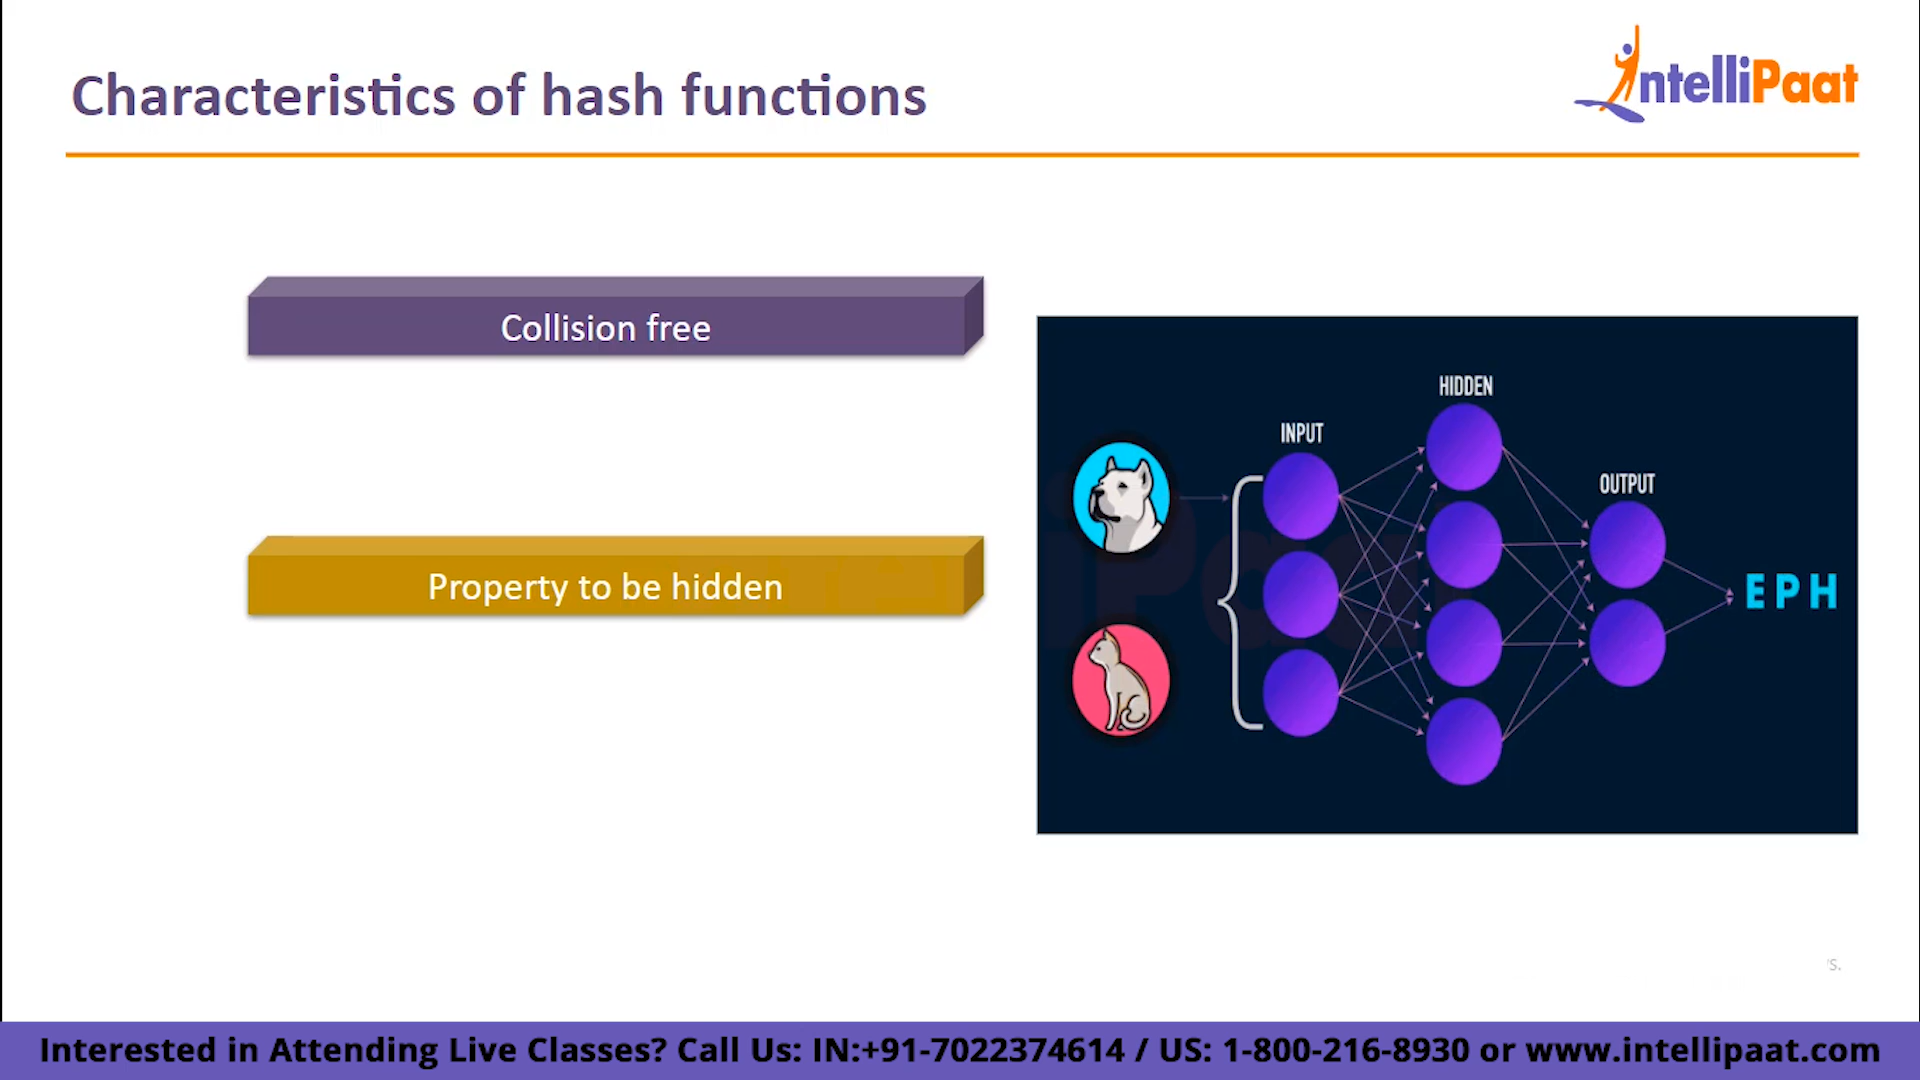 Characteristics of hash functions
IntelliPaat
Collision free
Property to be hidden
HIDDEN
INPUT
OUTPUT
EPH
Interested in Attending Live Classes? Call Us: IN:+91-7022374614 / US: 1-800-216-8930 or www.intellipaat.com